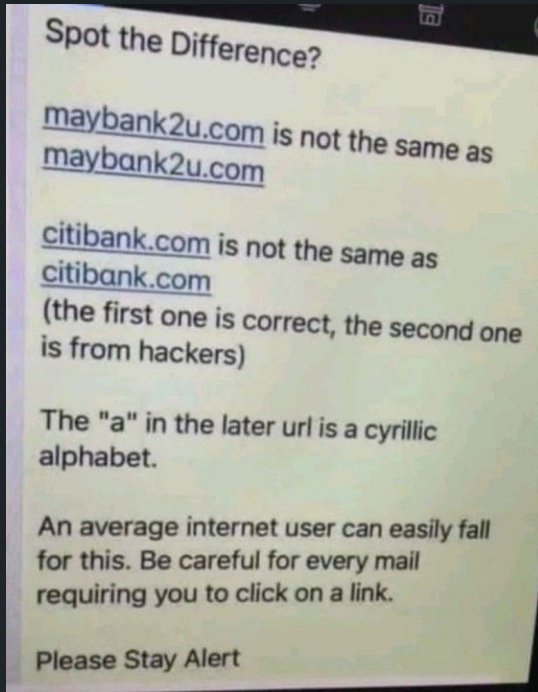 Spot the Difference?
maybank2u.com is not the same as
maybɑnk2u.com
citibank.com is not the same as
citibɑnk.com
(the first one is correct, the second one
is from hackers)
The "a" in the later url is a cyrillic
alphabet.
An average internet user can easily fall
for this. Be careful for every mail
requiring you to click on a link.
Please Stay Alert